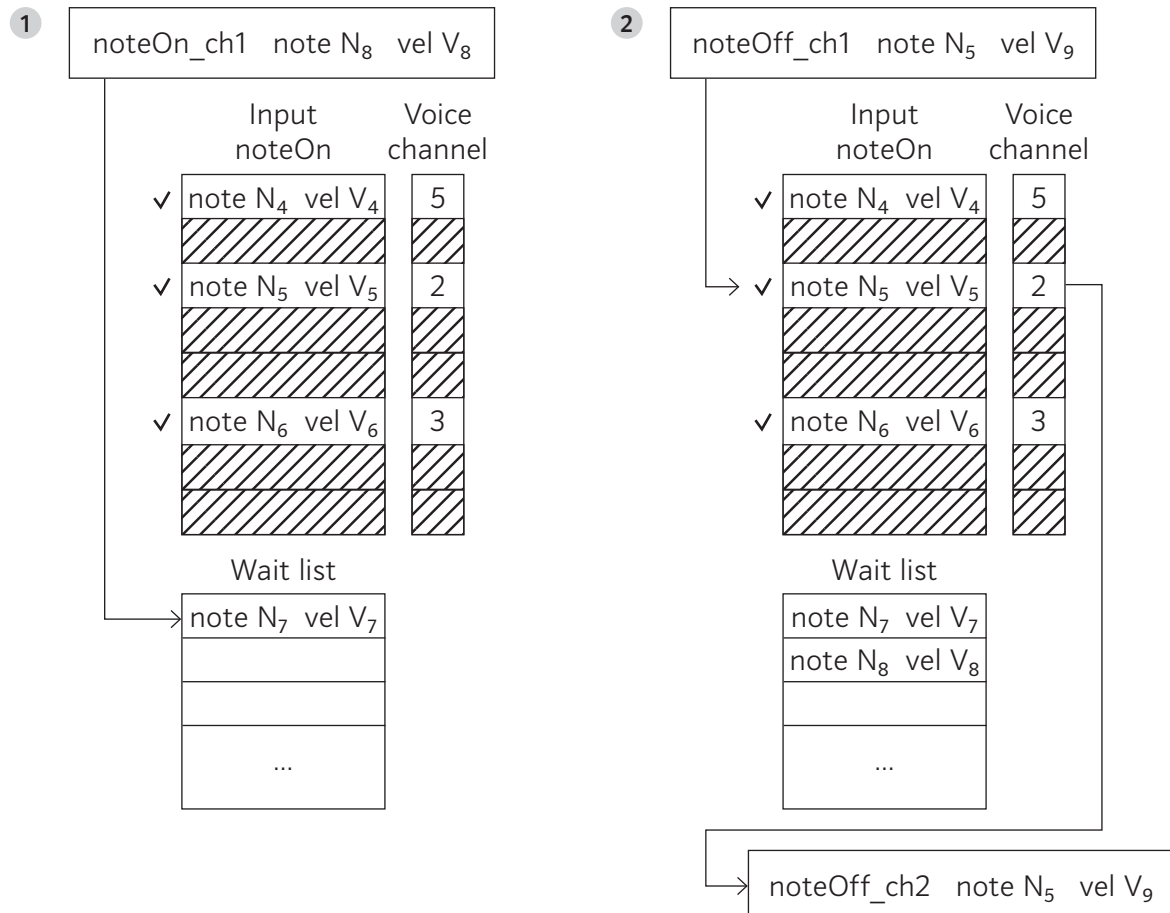 1
noteOn_ch1 note N₈ vel V₈
Input
noteOn
Voice
channel
note N₄ vel V₄ 5
note N₅ vel V₅ 2
note N₆ vel V₆ 3
Wait list
note N₇ vel V₇
...
2
noteOff_ch1 note N₅ vel V₉
Input
noteOn
Voice
channel
note N₄ vel V₄ 5
note N₅ vel V₅ 2
note N₆ vel V₆ 3
Wait list
note N₇ vel V₇
note N₈ vel V₈
...
noteOff_ch2 note N₅ vel V₉